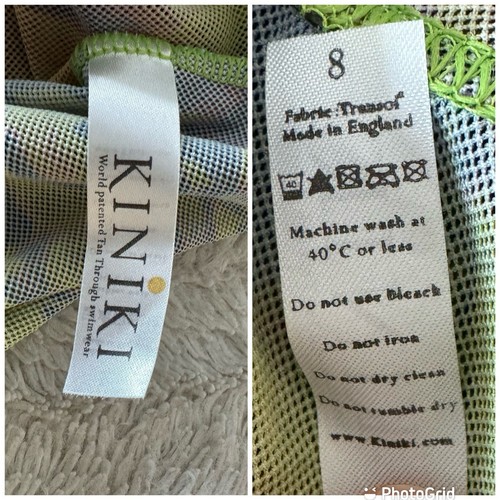 KINIKI
World patented Tan Through swimwear
8
Fabric 'Transol'
Made in England
40
Machine wash at
40°C or less
Do not use bleach
Do not iron
Do not dry clean
Do not tumble dry
www.Kiniki.com
PhotoGrid